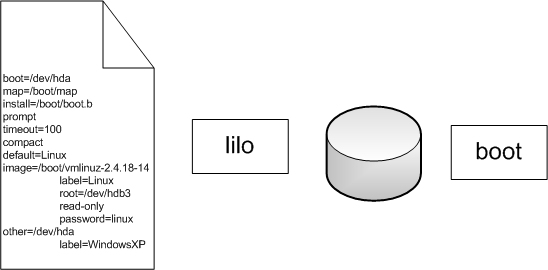 boot=/dev/hda
map=/boot/map
install=/boot/boot.b
prompt
timeout=100
compact
default=Linux
image=/boot/vmlinuz-2.4.18-14
label=Linux
root=/dev/hdb3
read-only
password=linux
other=/dev/hda
label=WindowsXP
lilo
boot